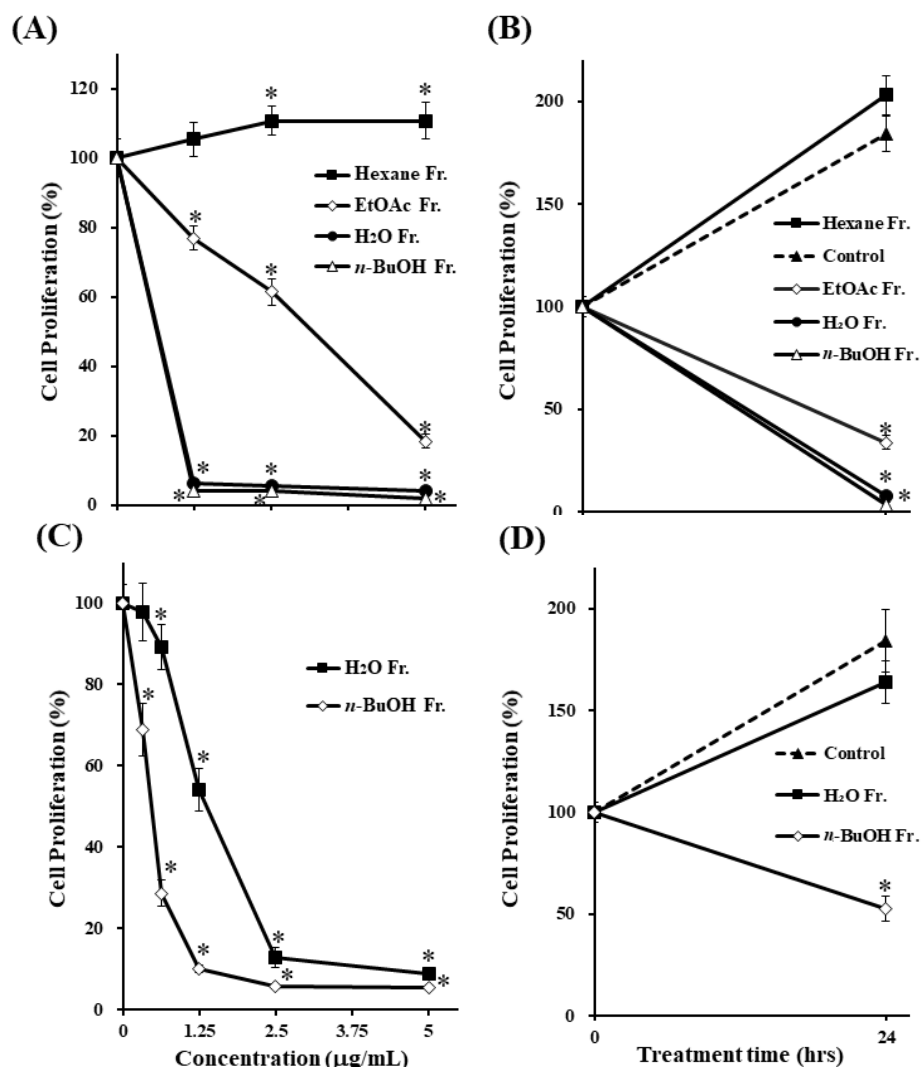 (A)
Cell Proliferation (%)
120
100
80
60
40
20
0
* *
* * *
* * *
* * *
Hexane Fr.
EtOAc Fr.
H₂O Fr.
n-BuOH Fr.
(B)
Cell Proliferation (%)
200
150
100
50
0
*
*
*
Hexane Fr.
Control
EtOAc Fr.
H₂O Fr.
n-BuOH Fr.
(C)
Cell Proliferation (%)
100
80
60
40
20
0
* * * *
* * * * *
H₂O Fr.
n-BuOH Fr.
0 1.25 2.5 3.75 5
Concentration (μg/mL)
(D)
Cell Proliferation (%)
200
150
100
50
0
*
Control
H₂O Fr.
n-BuOH Fr.
0 24
Treatment time (hrs)